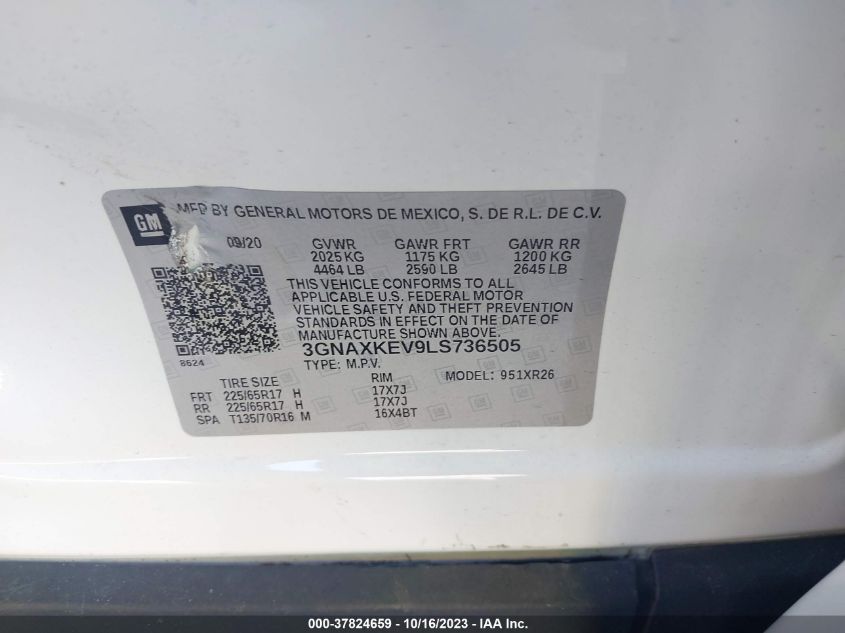 GM MFD BY GENERAL MOTORS DE MEXICO, S. DE R.L. DE C.V.
09/20 GVWR GAWR FRT GAWR RR
2025 KG 1175 KG 1200 KG
4464 LB 2590 LB 2645 LB
THIS VEHICLE CONFORMS TO ALL
APPLICABLE U.S. FEDERAL MOTOR
VEHICLE SAFETY AND THEFT PREVENTION
STANDARDS IN EFFECT ON THE DATE OF
MANUFACTURE SHOWN ABOVE.
3GNAXKEV9LS736505
8624
TYPE: M.P.V.
TIRE SIZE RIM MODEL: 951XR26
FRT 225/65R17 H 17X7J
RR 225/65R17 H 17X7J
SPA T135/70R16 M 16X4BT
000-37824659 - 10/16/2023 - IAA Inc.